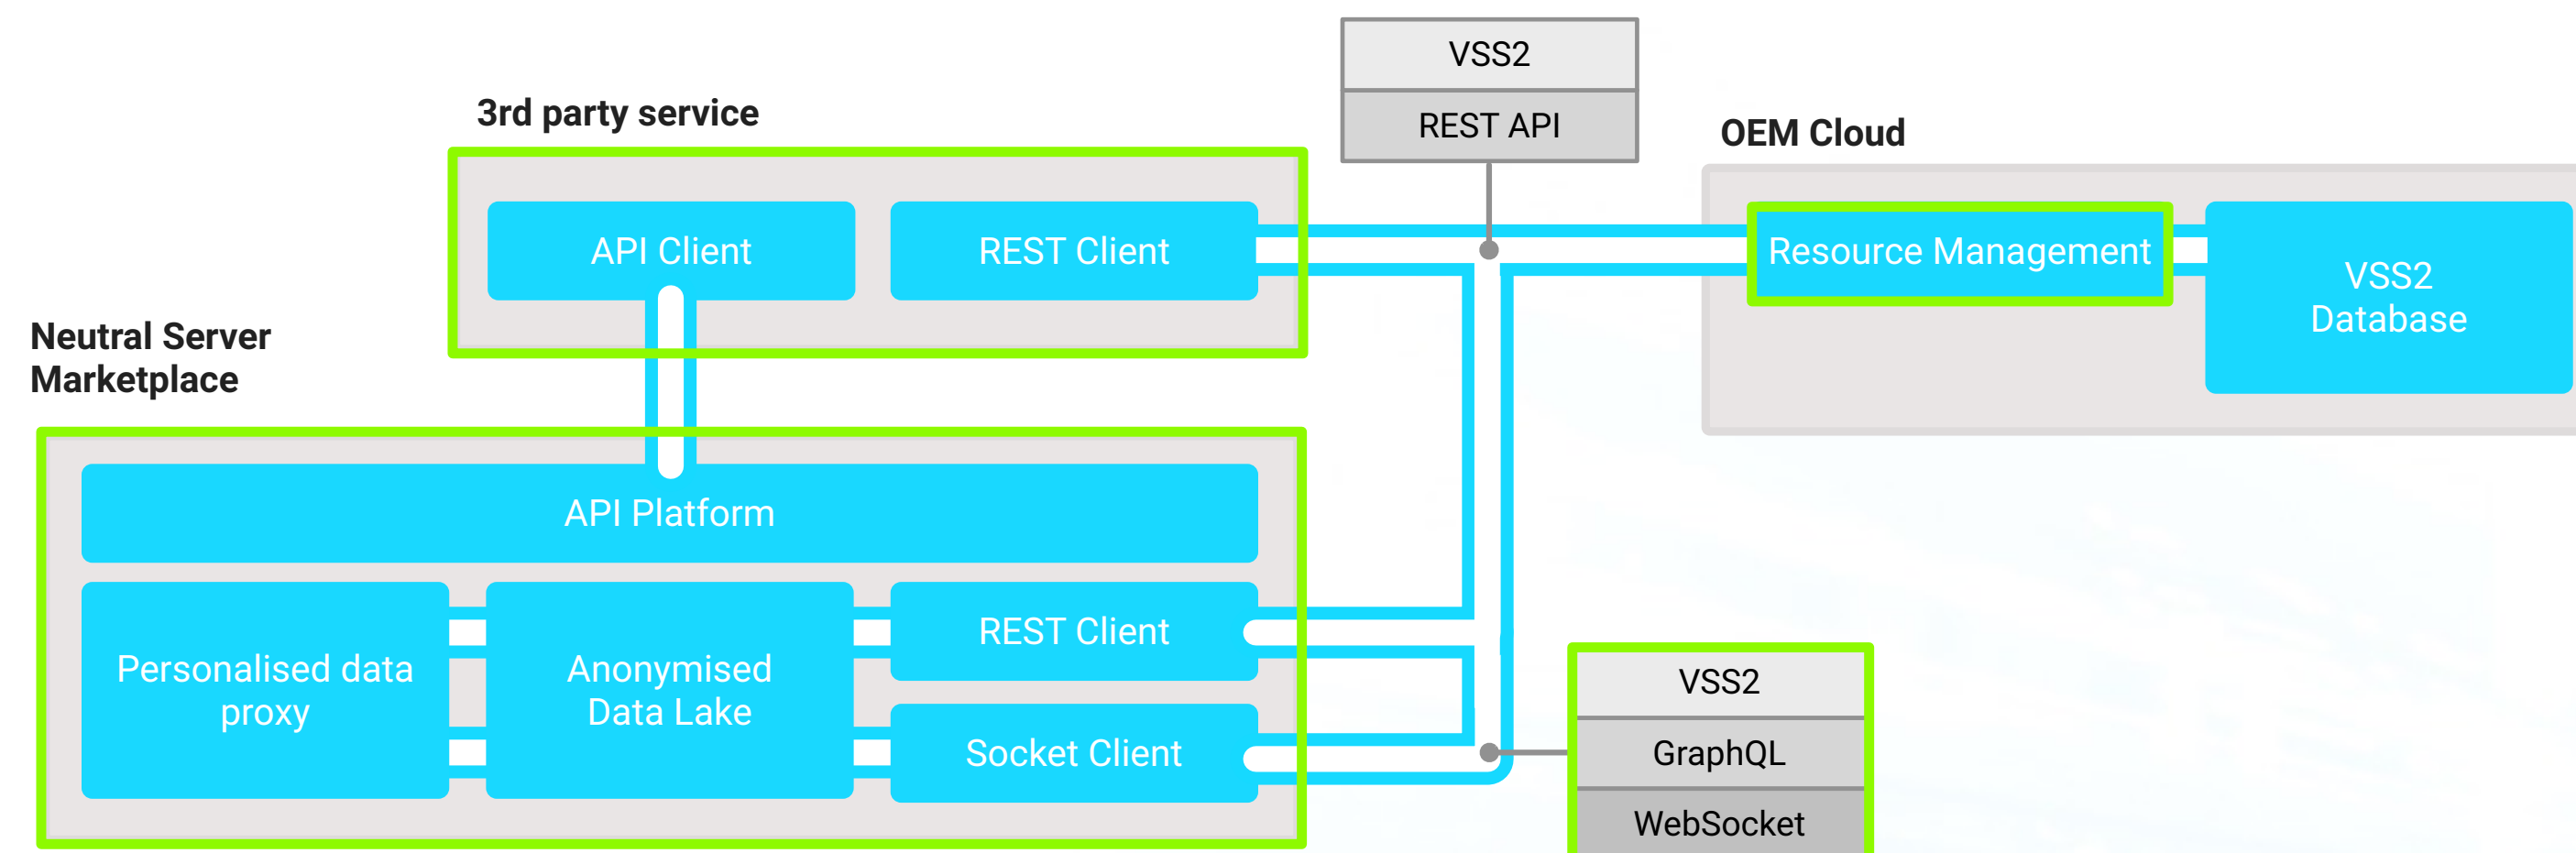 VSS2
REST API
3rd party service
OEM Cloud
API Client
REST Client
Resource Management
VSS2
Database
Neutral Server
Marketplace
API Platform
Personalised data
proxy
Anonymised
Data Lake
REST Client
Socket Client
VSS2
GraphQL
WebSocket